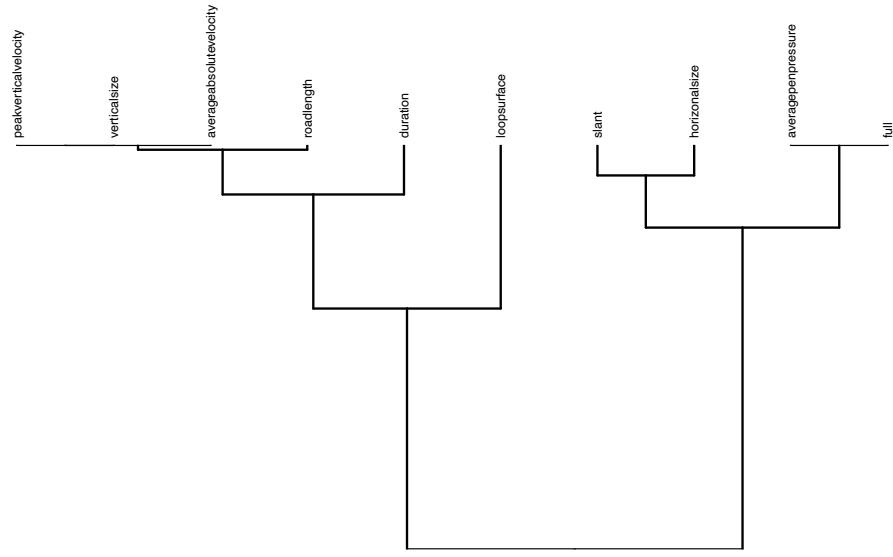 peakverticalvelocity
verticalsize
averageabsolutevelocity
roadlength
duration
loopsurface
slant
horizonalsize
averagepenpressure
full